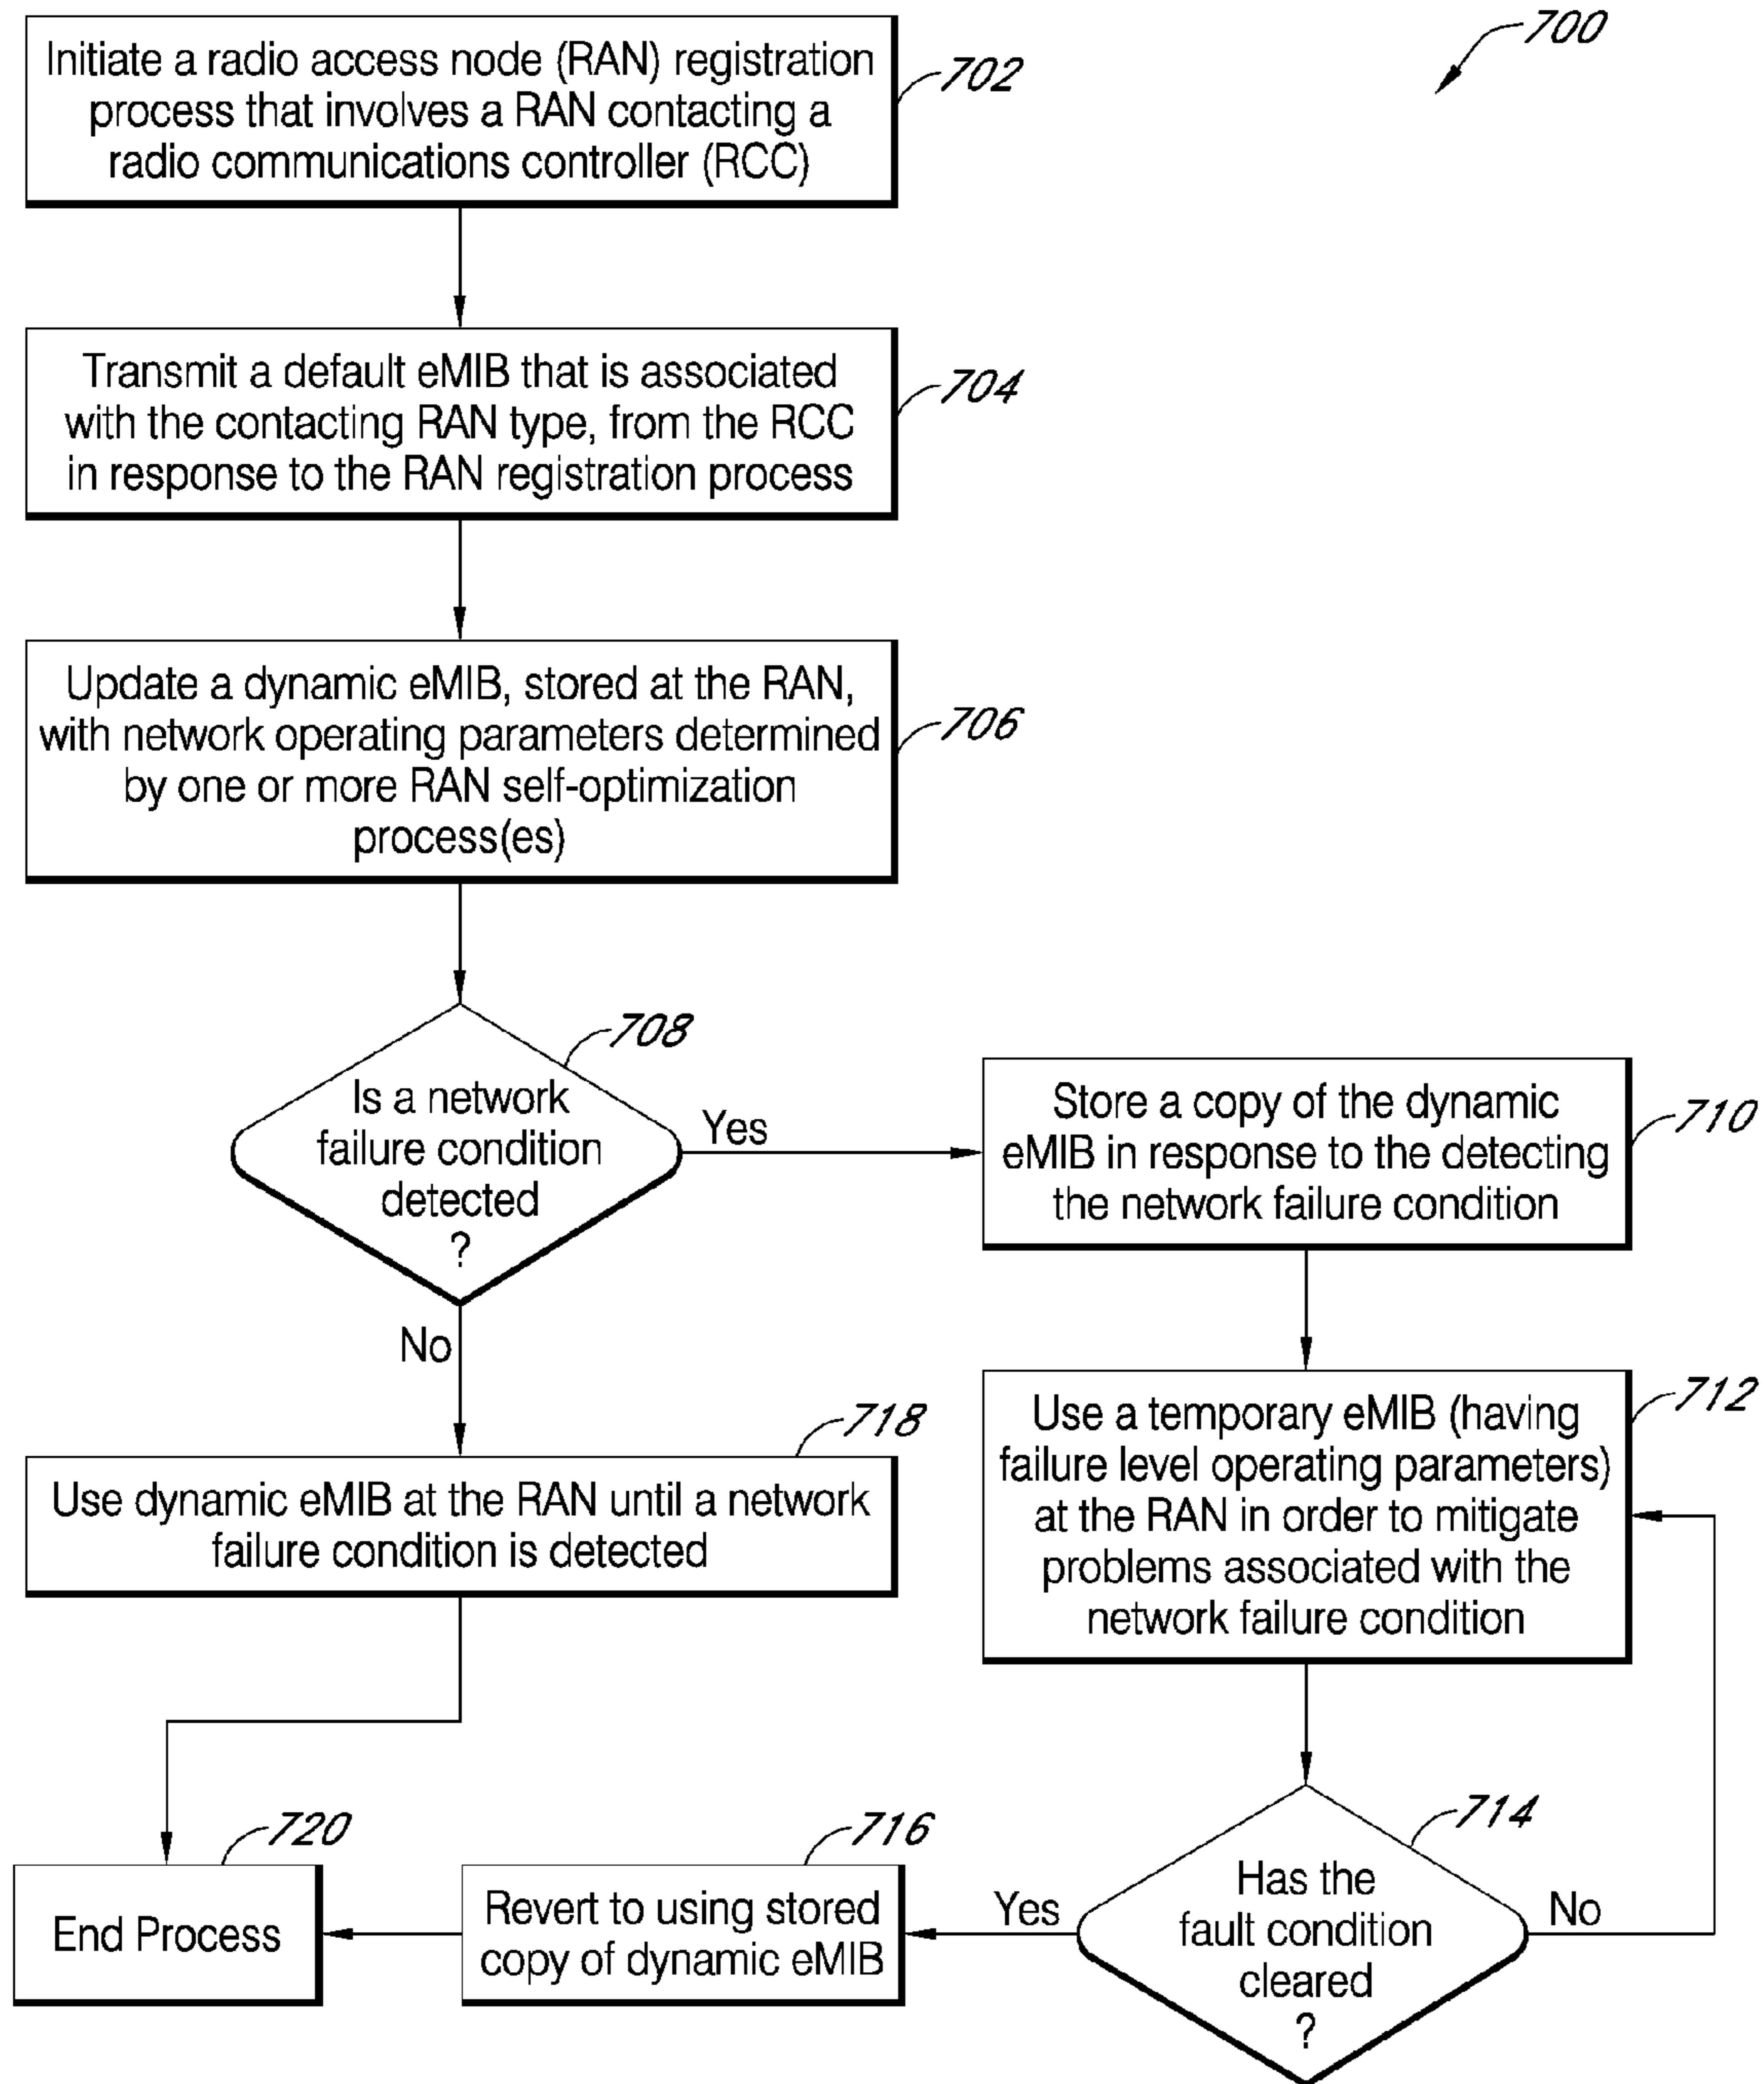 700
Initiate a radio access node (RAN) registration
process that involves a RAN contacting a
radio communications controller (RCC)
702
Transmit a default eMIB that is associated
with the contacting RAN type, from the RCC
in response to the RAN registration process
704
Update a dynamic eMIB, stored at the RAN,
with network operating parameters determined
by one or more RAN self-optimization
process(es)
706
708
Is a network
failure condition
detected
?
Yes
No
Store a copy of the dynamic
eMIB in response to the detecting
the network failure condition
710
Use a temporary eMIB (having
failure level operating parameters)
at the RAN in order to mitigate
problems associated with the
network failure condition
712
718
Use dynamic eMIB at the RAN until a network
failure condition is detected
714
Has the
fault condition
cleared
?
No
Yes
716
Revert to using stored
copy of dynamic eMIB
720
End Process